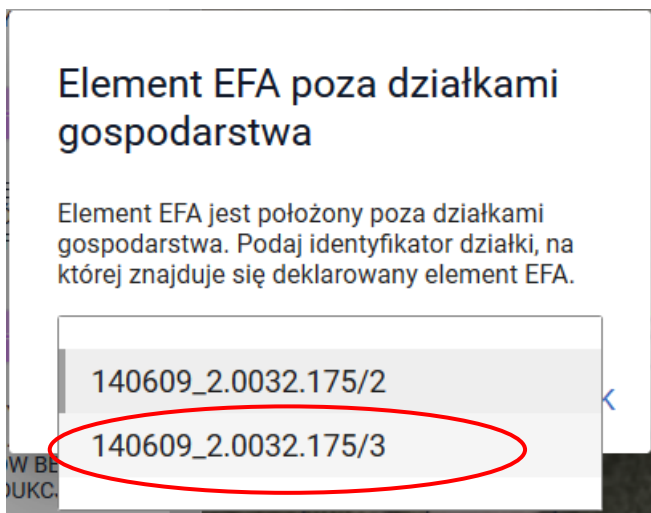 Element EFA poza działkami
gospodarstwa
Element EFA jest położony poza działkami
gospodarstwa. Podaj identyfikator działki, na
której znajduje się deklarowany element EFA.
140609_2.0032.175/2
K
140609_2.0032.175/3
W BE